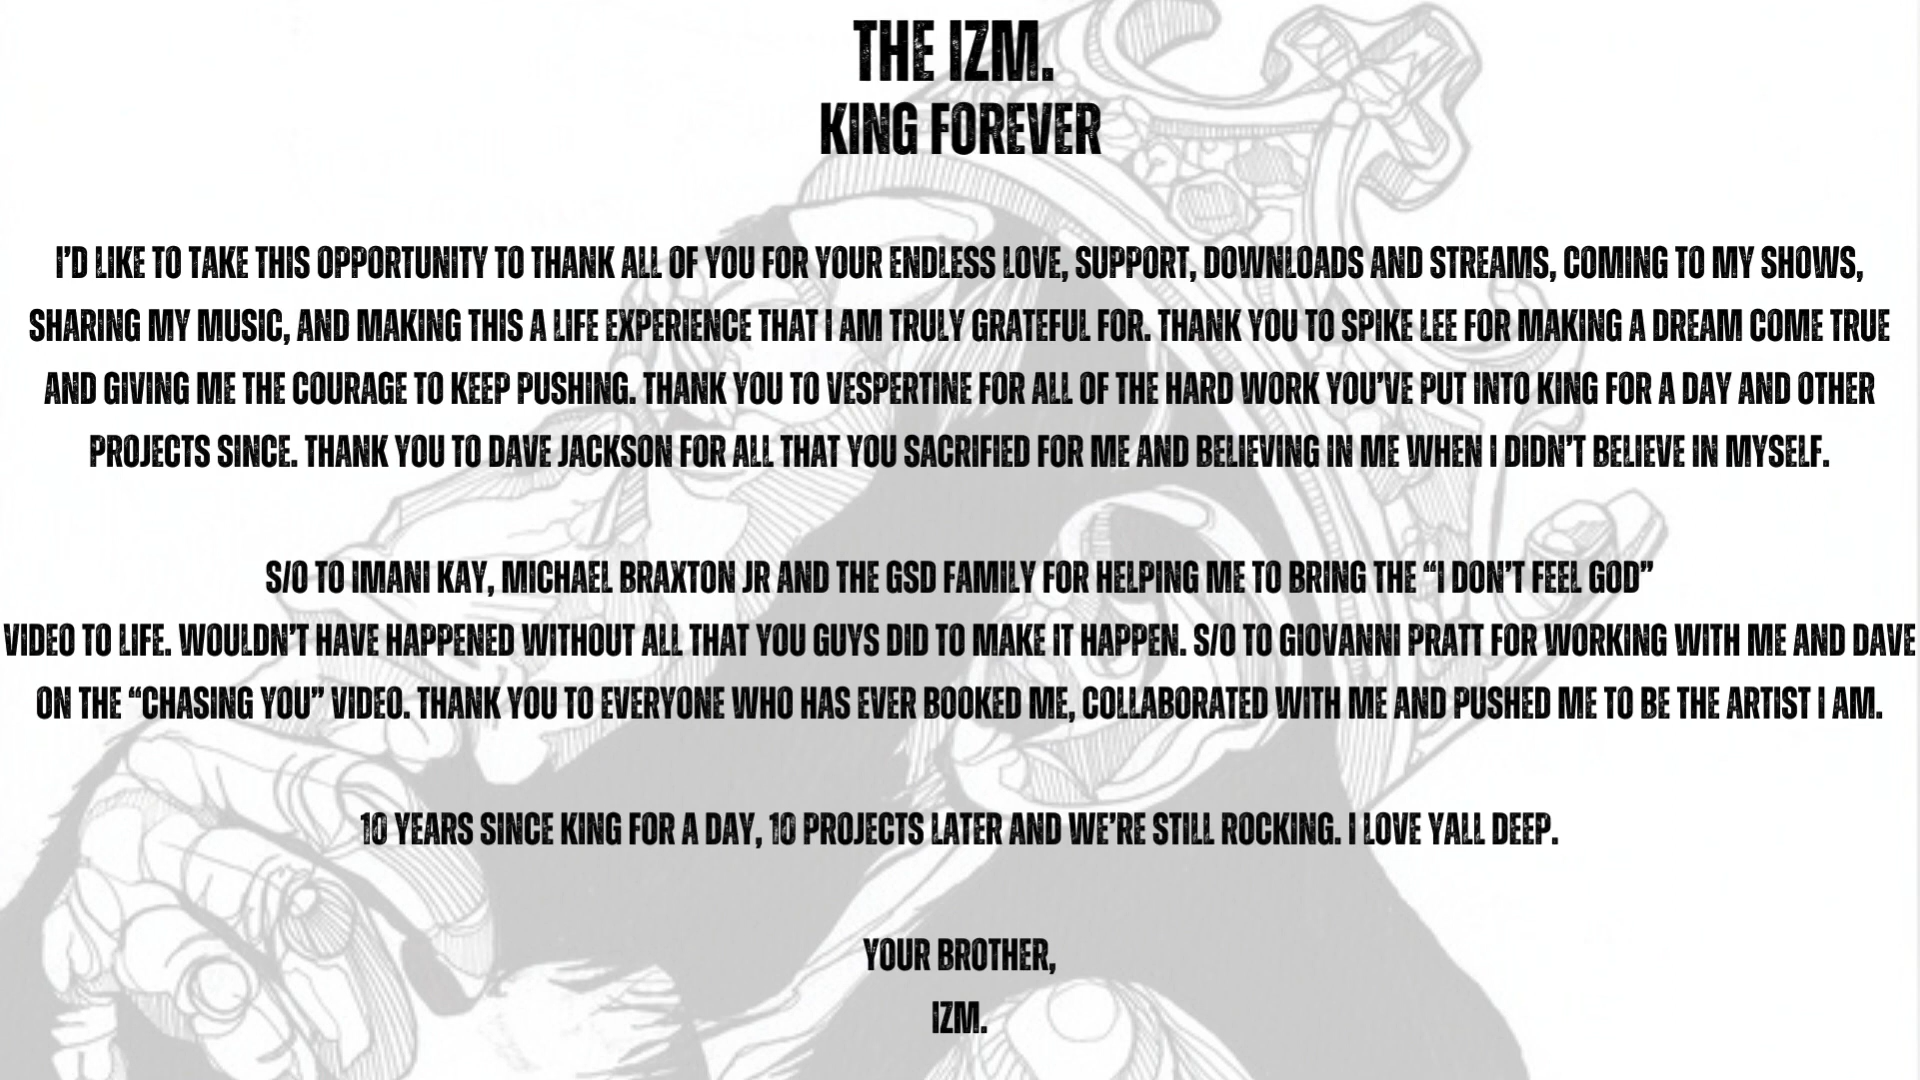 THE IZM.
KING FOREVER
I'D LIKE TO TAKE THIS OPPORTUNITY TO THANK ALL OF YOU FOR YOUR ENDLESS LOVE, SUPPORT, DOWNLOADS AND STREAMS, COMING TO MY SHOWS,
SHARING MY MUSIC, AND MAKING THIS A LIFE EXPERIENCE THAT I AM TRULY GRATEFUL FOR. THANK YOU TO SPIKE LEE FOR MAKING A DREAM COME TRUE
AND GIVING ME THE COURAGE TO KEEP PUSHING. THANK YOU TO VESPERTINE FOR ALL OF THE HARD WORK YOU'VE PUT INTO KING FOR A DAY AND OTHER
PROJECTS SINCE. THANK YOU TO DAVE JACKSON FOR ALL THAT YOU SACRIFIED FOR ME AND BELIEVING IN ME WHEN I DIDN'T BELIEVE IN MYSELF.
S/O TO IMANI KAY, MICHAEL BRAXTON JR AND THE GSD FAMILY FOR HELPING ME TO BRING THE “I DON'T FEEL GOD”
VIDEO TO LIFE. WOULDN'T HAVE HAPPENED WITHOUT ALL THAT YOU GUYS DID TO MAKE IT HAPPEN. S/O TO GIOVANNI PRATT FOR WORKING WITH ME AND DAVE
ON THE “CHASING YOU” VIDEO. THANK YOU TO EVERYONE WHO HAS EVER BOOKED ME, COLLABORATED WITH ME AND PUSHED ME TO BE THE ARTIST I AM.
10 YEARS SINCE KING FOR A DAY, 10 PROJECTS LATER AND WE'RE STILL ROCKING. I LOVE YALL DEEP.
YOUR BROTHER,
IZM.